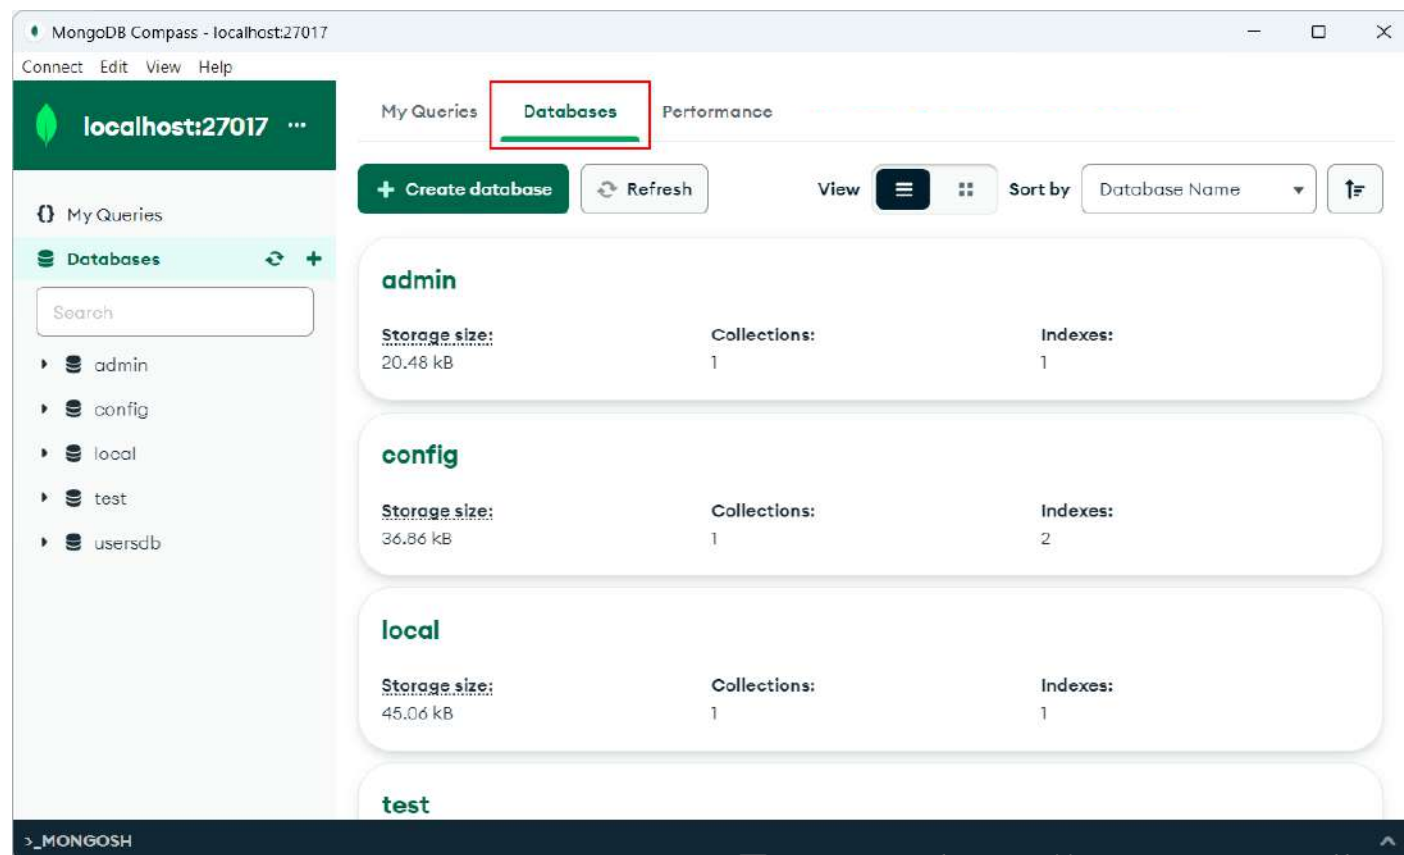 MongoDB Compass - localhost:27017
Connect Edit View Help
localhost:27017 ...
My Queries
Databases
Search
admin
config
local
test
usersdb
My Queries Databases Performance
+ Create database Refresh View Sort by Database Name
admin
Storage size: Collections: Indexes:
20.48 kB 1 1
config
Storage size: Collections: Indexes:
36.86 kB 1 2
local
Storage size: Collections: Indexes:
45.06 kB 1 1
test
>_MONGOSH